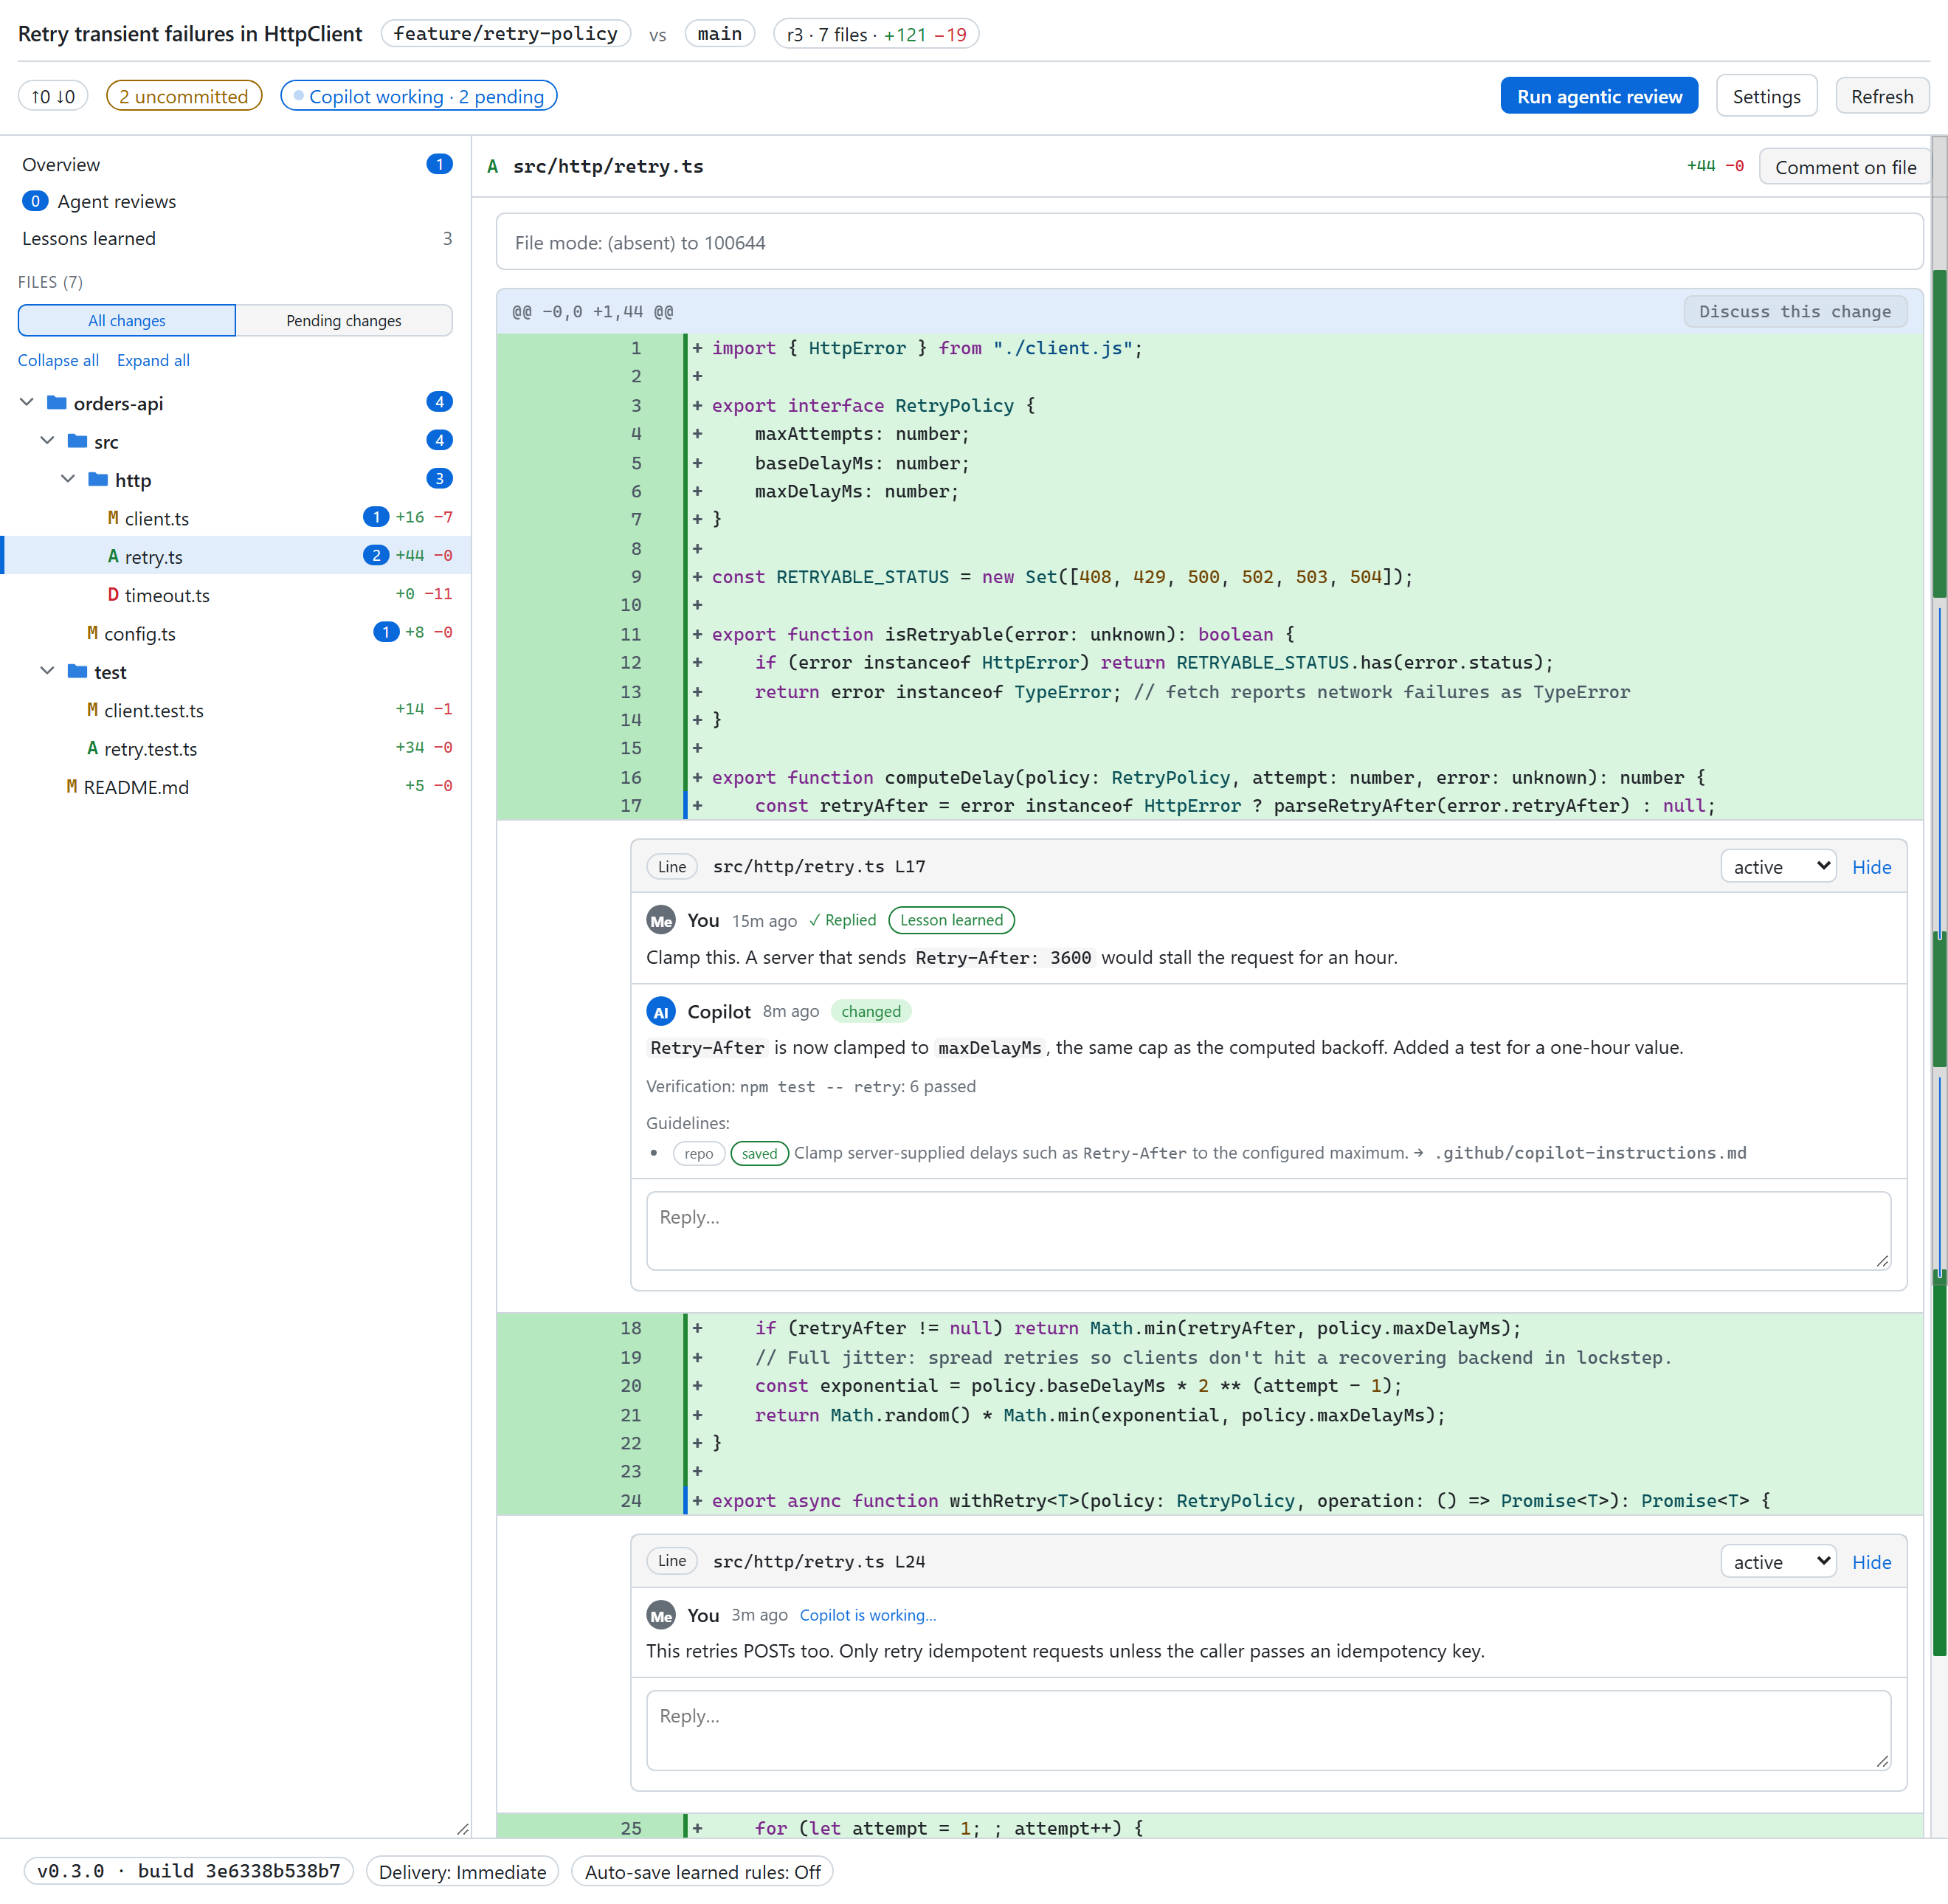 Retry transient failures in HttpClient feature/retry-policy vs main r3 · 7 files · +121 −19
↑0 ↓0 2 uncommitted Copilot working · 2 pending Run agentic review Settings Refresh
Overview 1
0 Agent reviews
Lessons learned 3
FILES (7)
All changes Pending changes
Collapse all Expand all
orders-api 4
src 4
http 3
M client.ts 1 +16 −7
A retry.ts 2 +44 −0
D timeout.ts +0 −11
M config.ts 1 +8 −0
test
M client.test.ts +14 −1
A retry.test.ts +34 −0
M README.md +5 −0
A src/http/retry.ts +44 −0 Comment on file
File mode: (absent) to 100644
@@ −0,0 +1,44 @@ Discuss this change
1 + import { HttpError } from "./client.js";
2 +
3 + export interface RetryPolicy {
4 + maxAttempts: number;
5 + baseDelayMs: number;
6 + maxDelayMs: number;
7 + }
8 +
9 + const RETRYABLE_STATUS = new Set([408, 429, 500, 502, 503, 504]);
10 +
11 + export function isRetryable(error: unknown): boolean {
12 + if (error instanceof HttpError) return RETRYABLE_STATUS.has(error.status);
13 + return error instanceof TypeError; // fetch reports network failures as TypeError
14 + }
15 +
16 + export function computeDelay(policy: RetryPolicy, attempt: number, error: unknown): number {
17 + const retryAfter = error instanceof HttpError ? parseRetryAfter(error.retryAfter) : null;
Line src/http/retry.ts L17 active Hide
Me You 15m ago ✓ Replied Lesson learned
Clamp this. A server that sends Retry-After: 3600 would stall the request for an hour.
AI Copilot 8m ago changed
Retry-After is now clamped to maxDelayMs, the same cap as the computed backoff. Added a test for a one-hour value.
Verification: npm test -- retry: 6 passed
Guidelines:
• repo saved Clamp server-supplied delays such as Retry-After to the configured maximum. → .github/copilot-instructions.md
Reply...
18 + if (retryAfter != null) return Math.min(retryAfter, policy.maxDelayMs);
19 + // Full jitter: spread retries so clients don't hit a recovering backend in lockstep.
20 + const exponential = policy.baseDelayMs * 2 ** (attempt - 1);
21 + return Math.random() * Math.min(exponential, policy.maxDelayMs);
22 + }
23 +
24 + export async function withRetry<T>(policy: RetryPolicy, operation: () => Promise<T>): Promise<T> {
Line src/http/retry.ts L24 active Hide
Me You 3m ago Copilot is working...
This retries POSTs too. Only retry idempotent requests unless the caller passes an idempotency key.
Reply...
25 + for (let attempt = 1; ; attempt++) {
v0.3.0 · build 3e6338b538b7 Delivery: Immediate Auto-save learned rules: Off